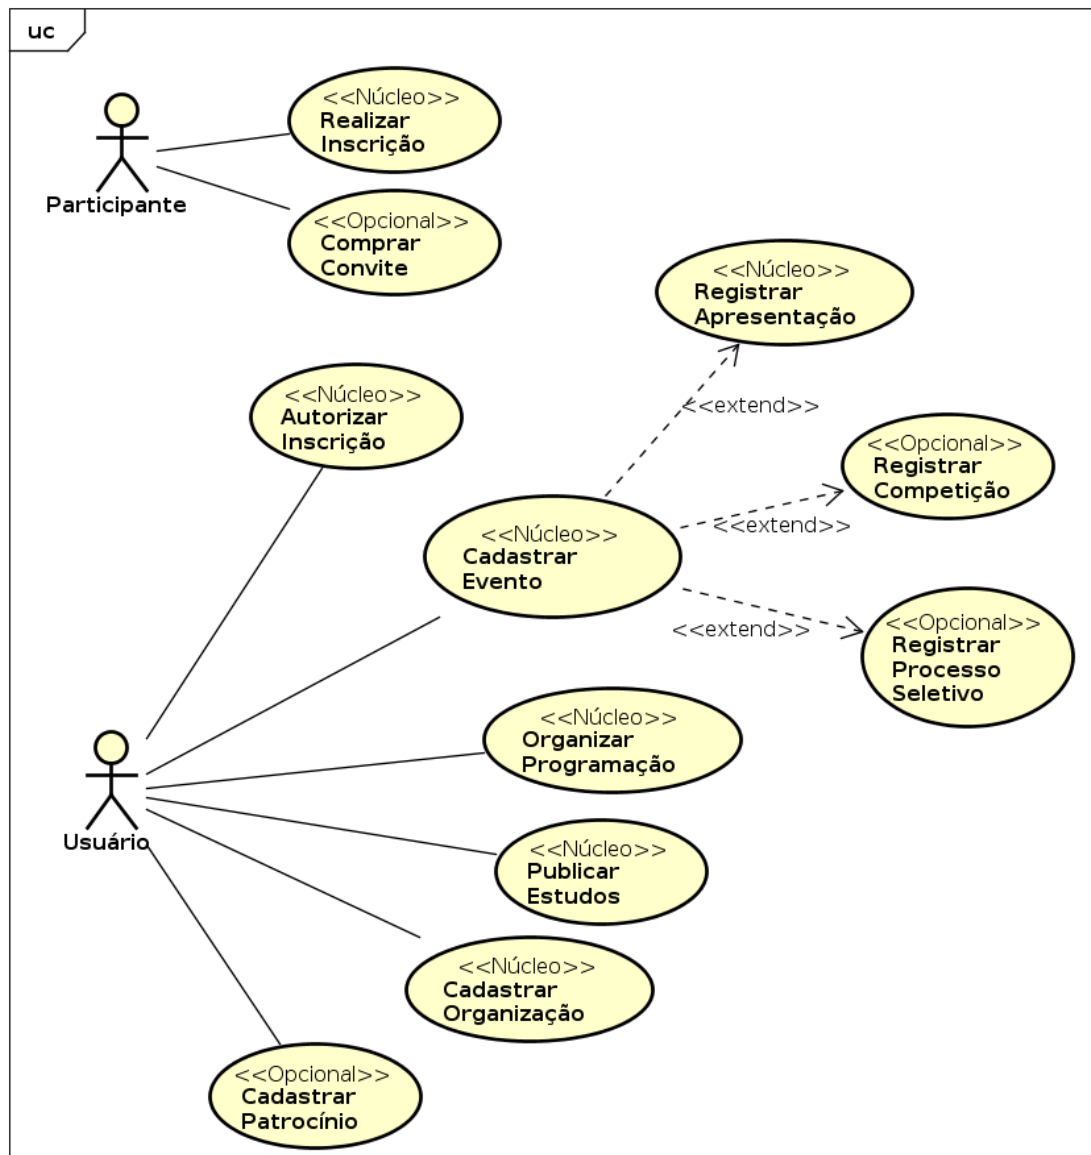 uc
<<Núcleo>>
Realizar
Inscrição
Participante
<<Opcional>>
Comprar
Convite
<<Núcleo>>
Registrar
Apresentação
<<Núcleo>>
Autorizar
Inscrição
<<extend>>
<<Opcional>>
Registrar
Competição
<<extend>>
<<Núcleo>>
Cadastrar
Evento
<<extend>>
<<Opcional>>
Registrar
Processo
Seletivo
<<Núcleo>>
Organizar
Programação
Usuário
<<Núcleo>>
Publicar
Estudos
<<Núcleo>>
Cadastrar
Organização
<<Opcional>>
Cadastrar
Patrocínio